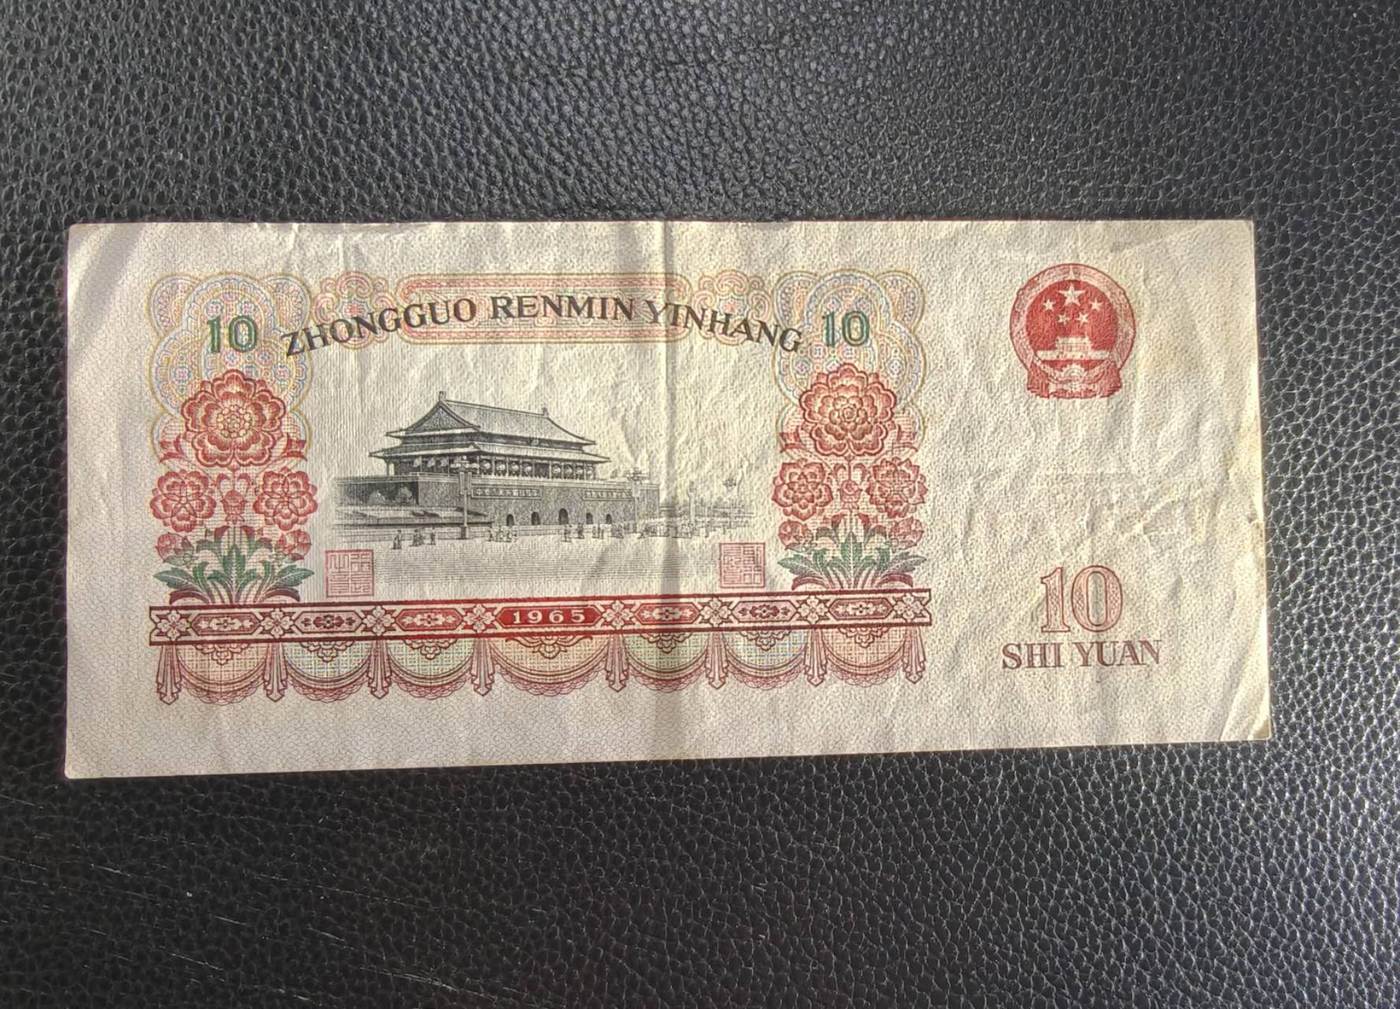 10 ZHONGGUO RENMIN YINHANG 10
1965
10
SHI YUAN